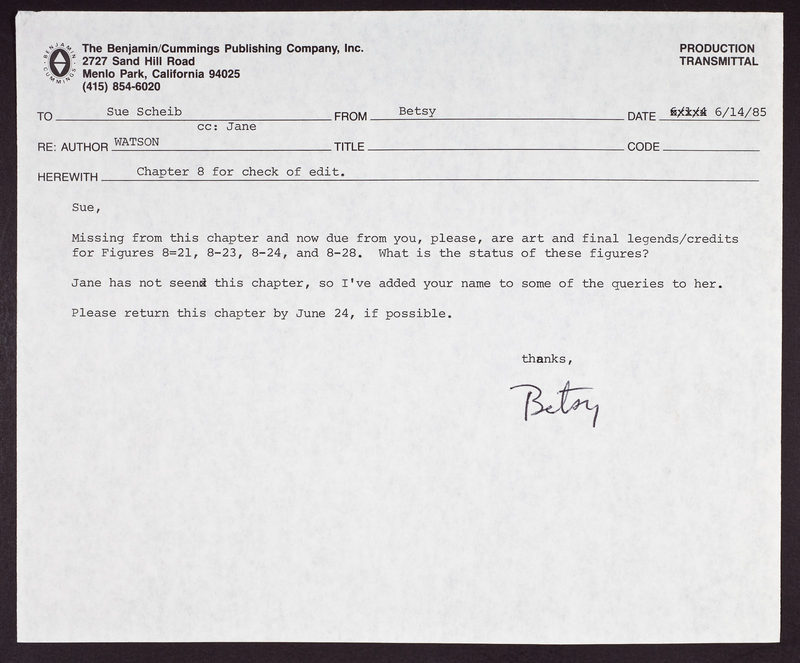 BENJAMIN CUMMINGS
The Benjamin/Cummings Publishing Company, Inc.
2727 Sand Hill Road
Menlo Park, California 94025
(415) 854-6020
PRODUCTION
TRANSMITTAL
TO Sue Scheib FROM Betsy DATE 6/14/85
cc: Jane
RE: AUTHOR WATSON TITLE CODE
HEREWITH Chapter 8 for check of edit.
Sue,
Missing from this chapter and now due from you, please, are art and final legends/credits
for Figures 8=21, 8-23, 8-24, and 8-28. What is the status of these figures?
Jane has not seen this chapter, so I've added your name to some of the queries to her.
Please return this chapter by June 24, if possible.
thanks,
Betsy